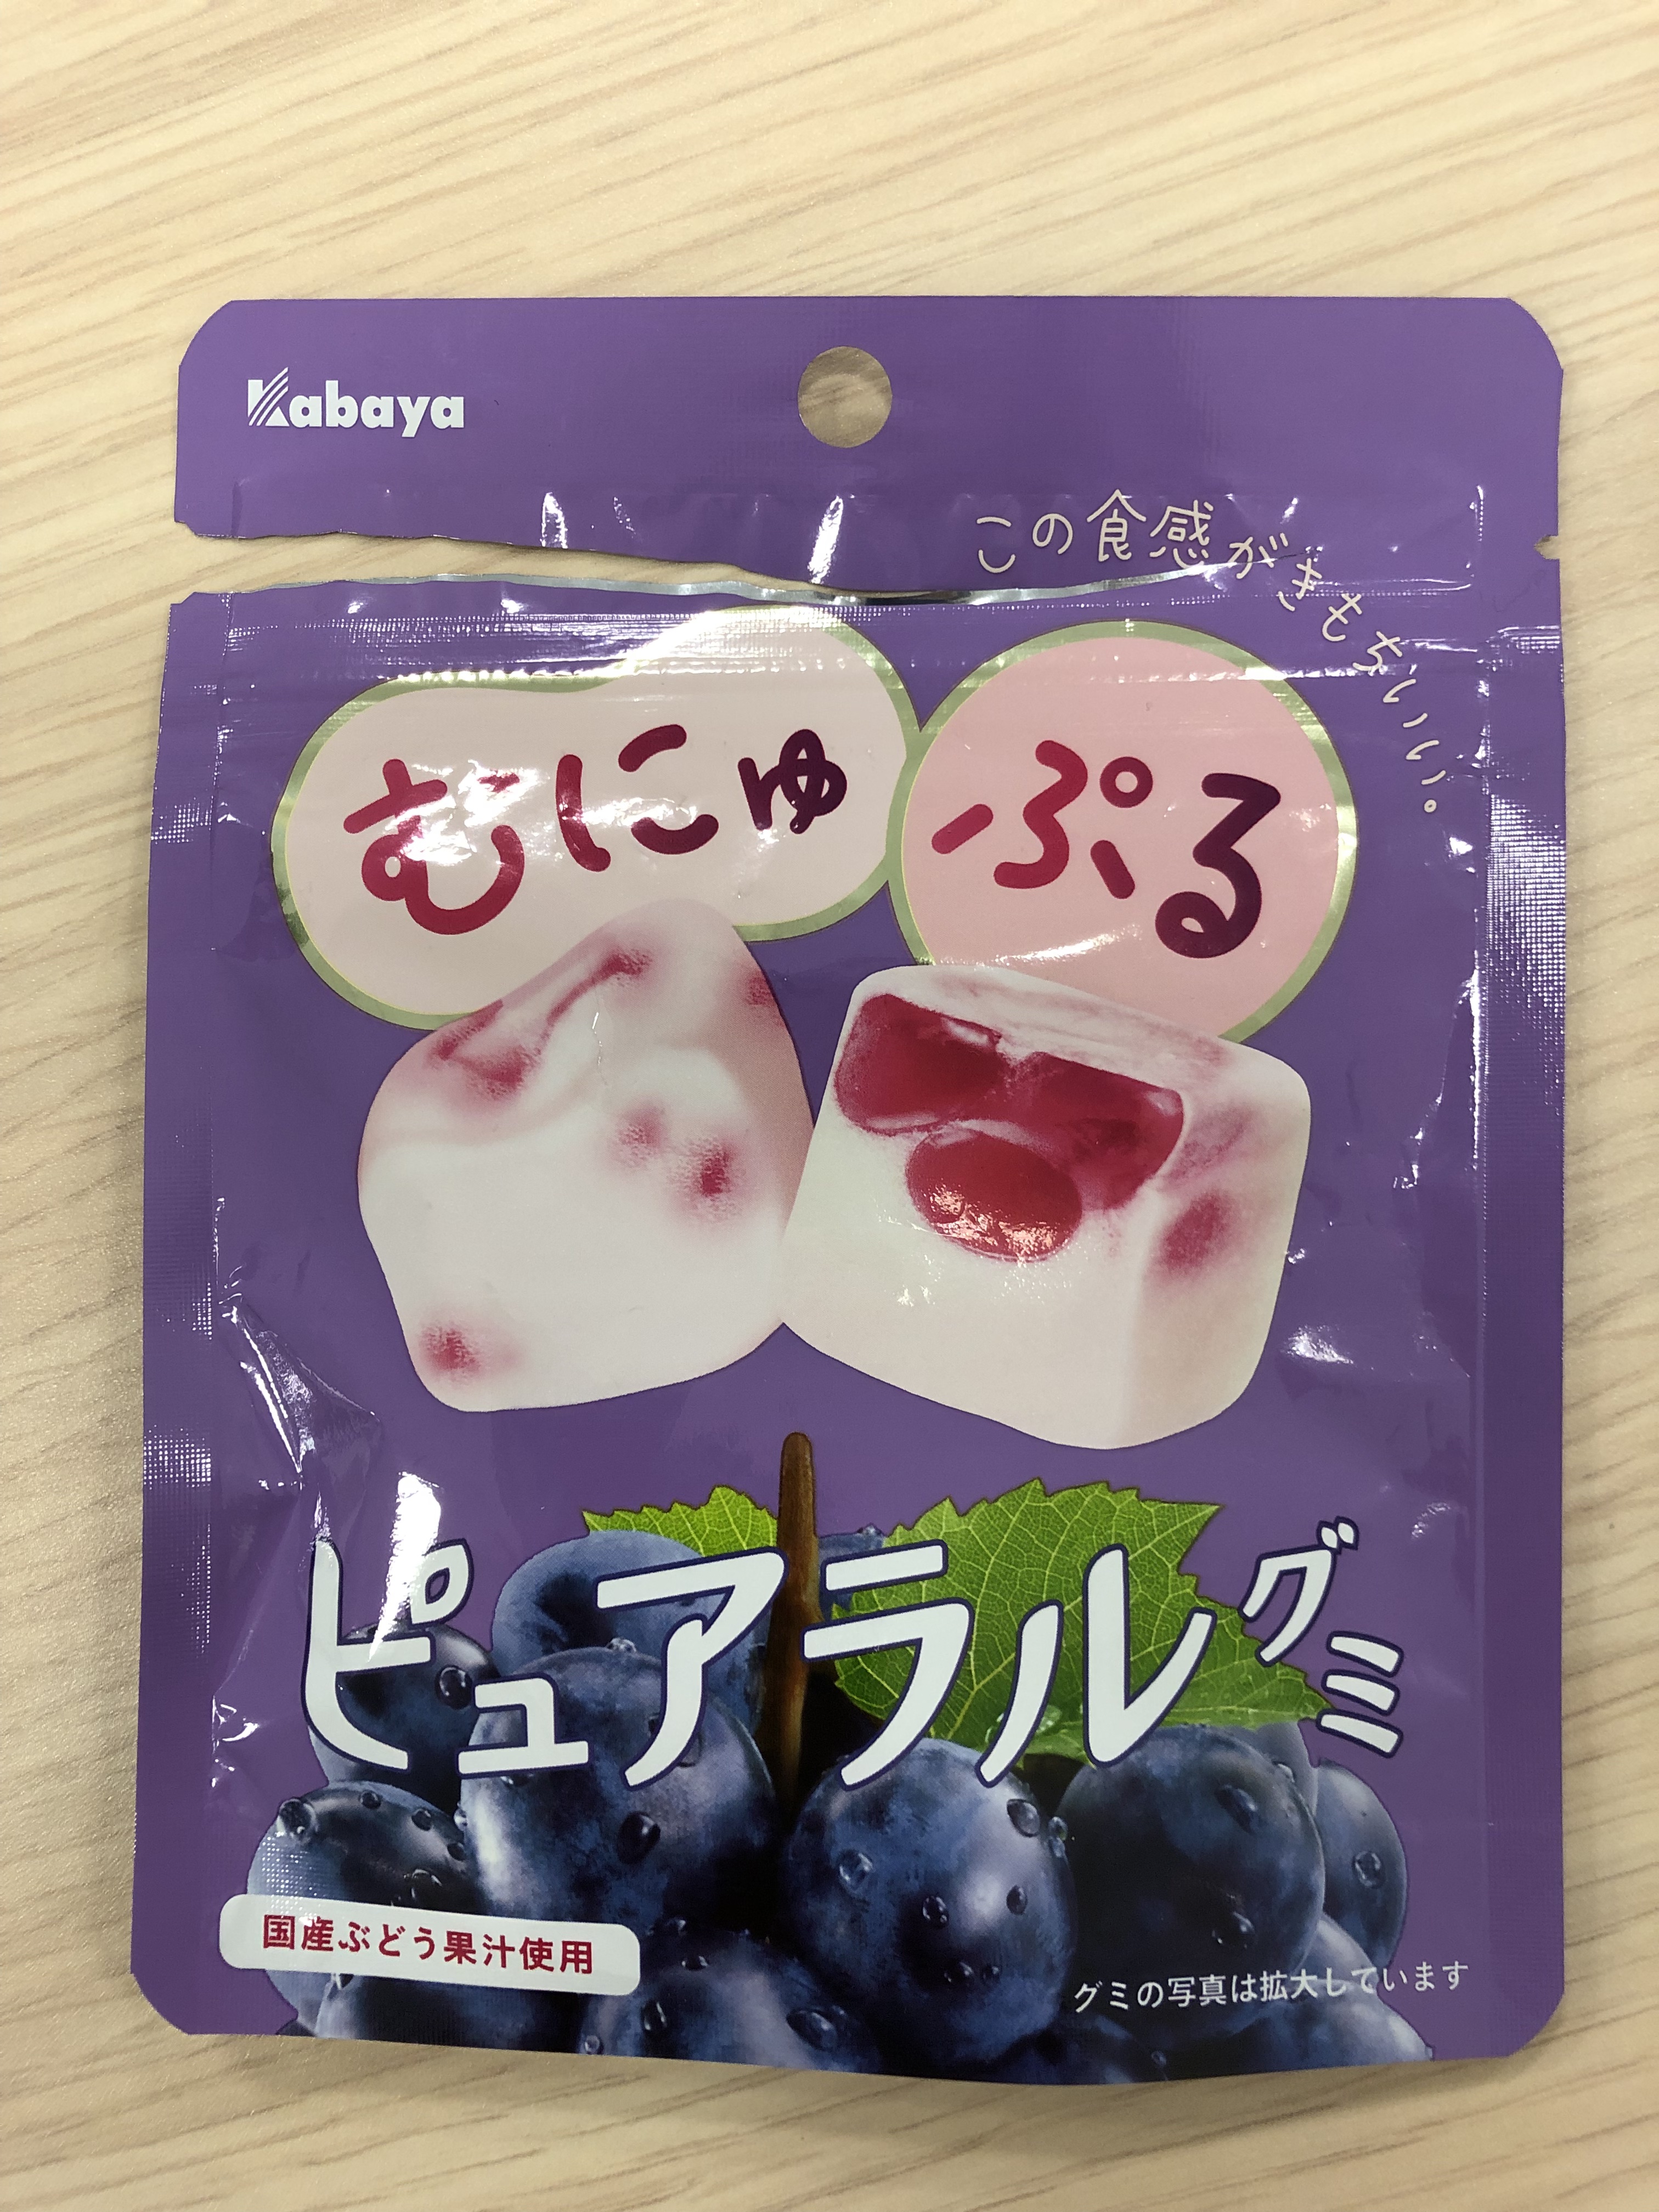 Kabaya
この食感がきもちいい。
むにゅ
ぷる
ピュアラルグミ
国産ぶどう果汁使用
グミの写真は拡大しています